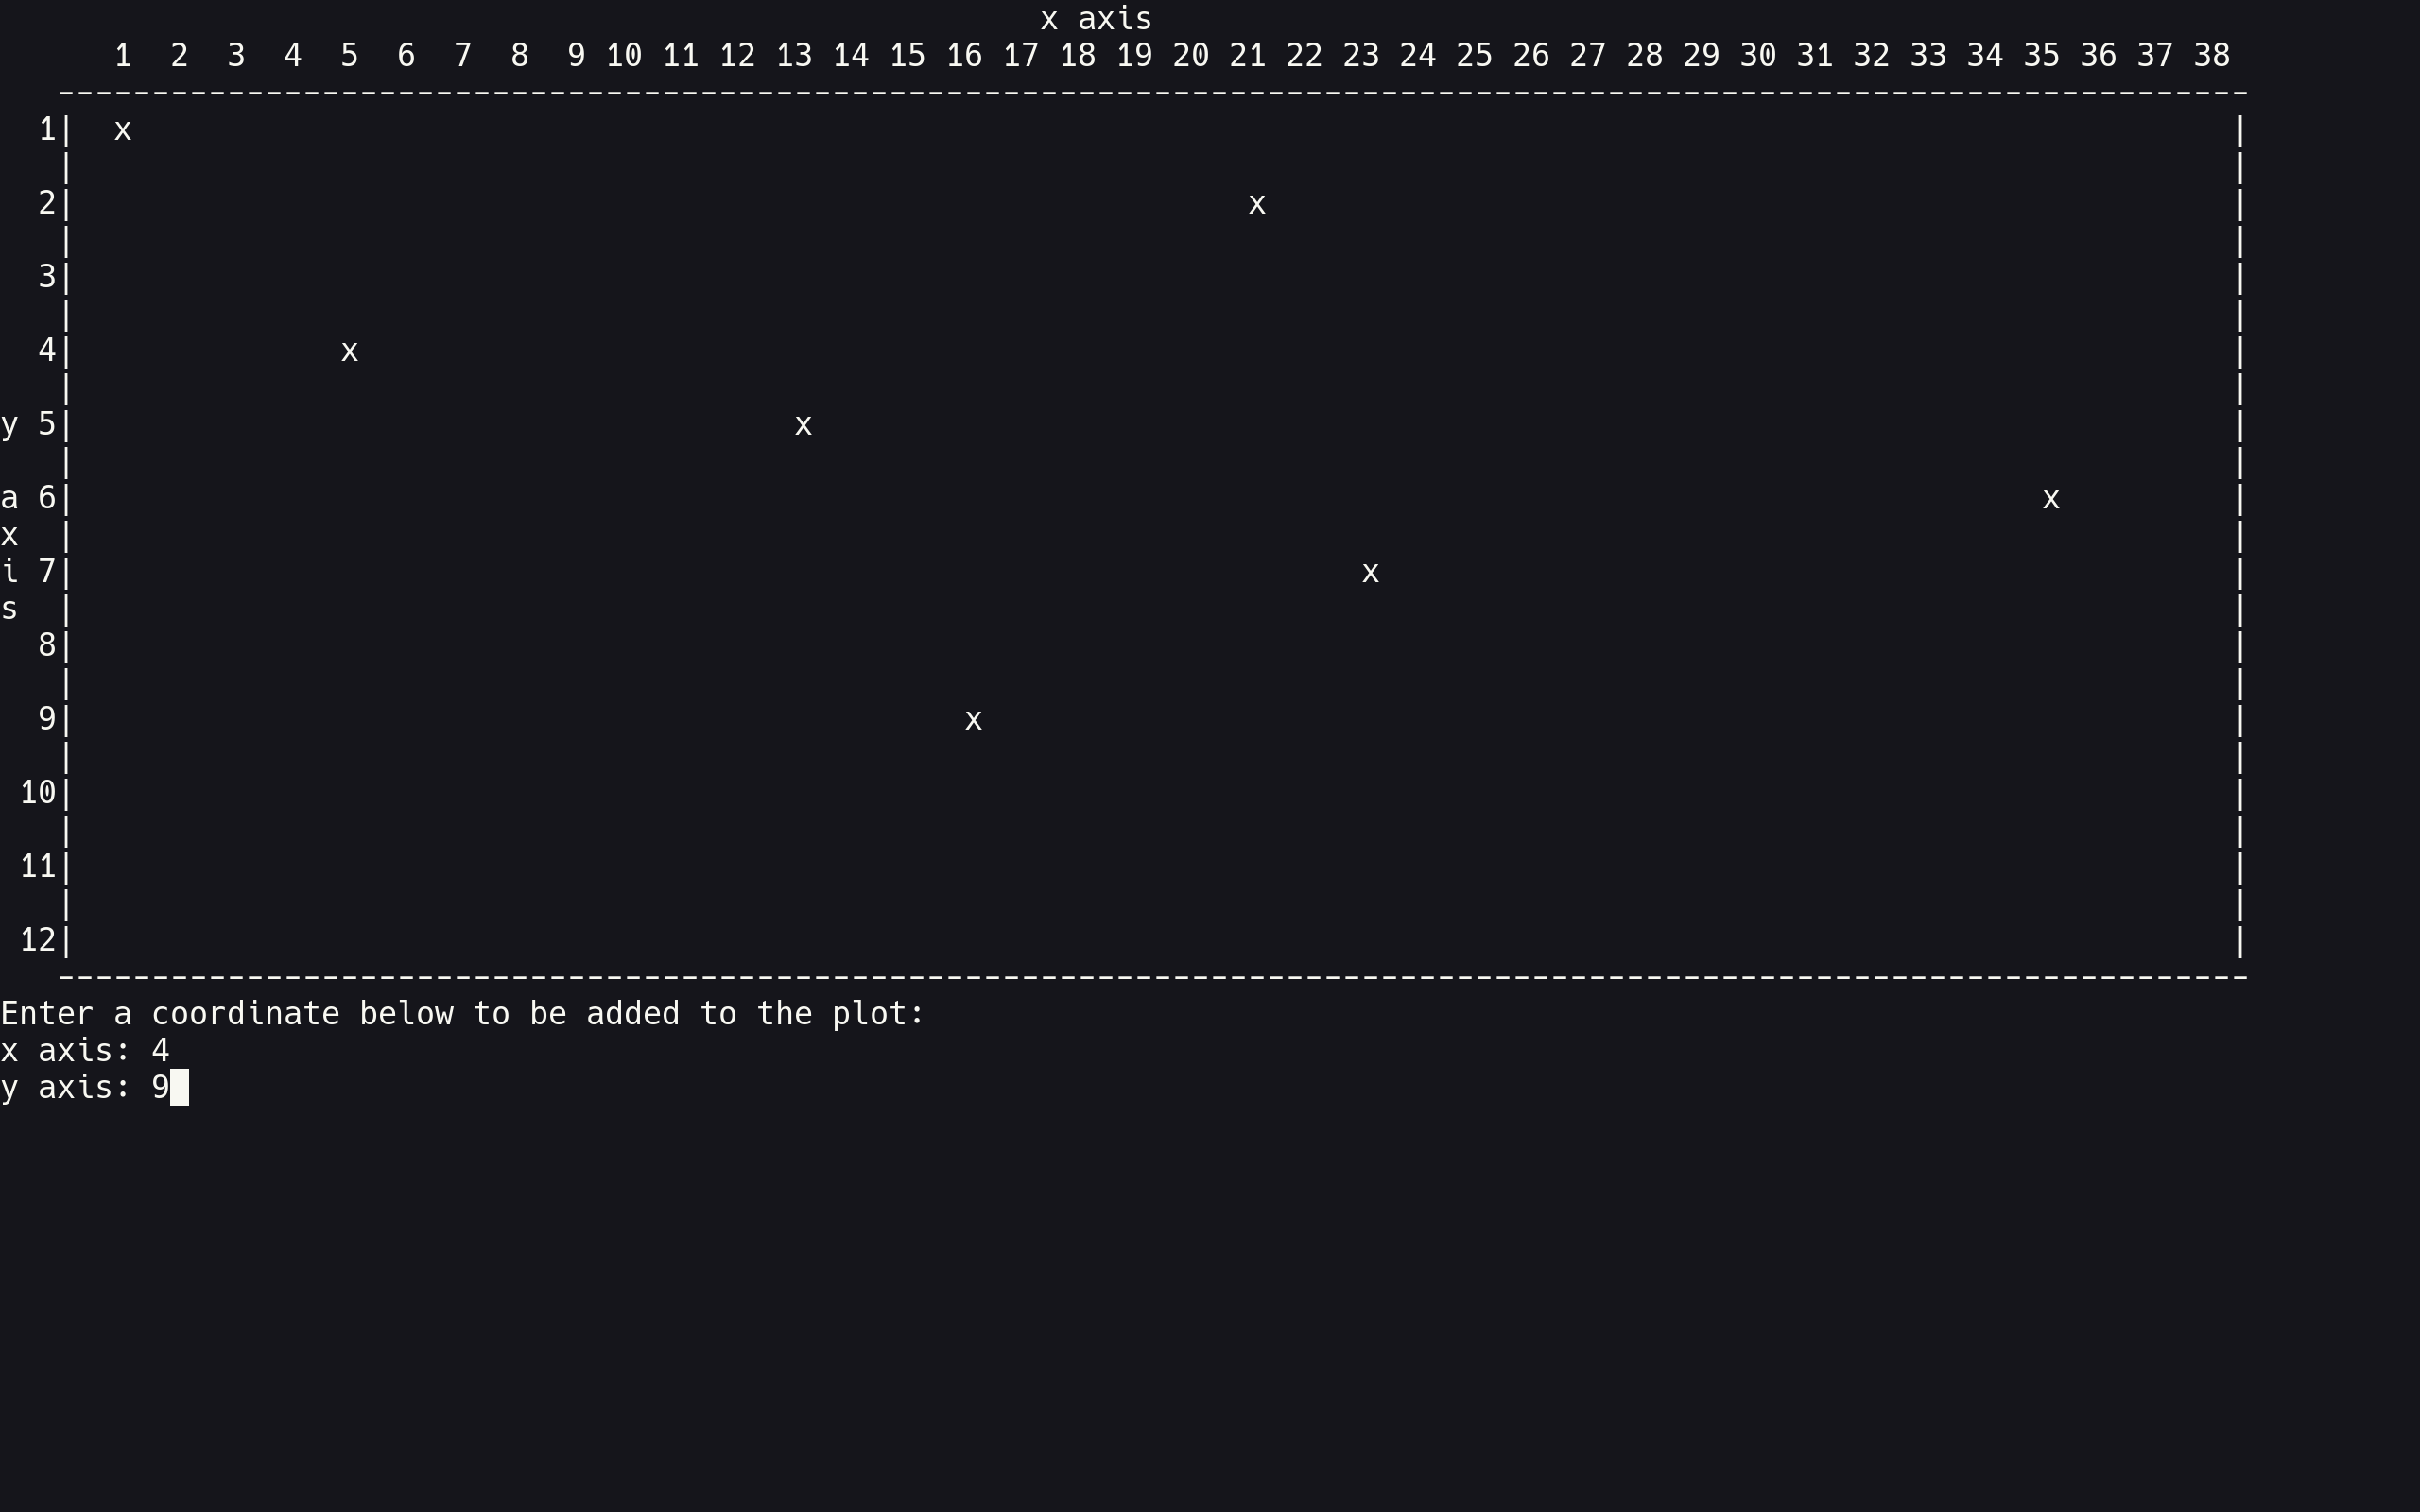 x axis
1 2 3 4 5 6 7 8 9 10 11 12 13 14 15 16 17 18 19 20 21 22 23 24 25 26 27 28 29 30 31 32 33 34 35 36 37 38
--------------------------------------------------------------------------------------------------------------------
1| x |
| |
2| x |
| |
3| |
| |
4| x |
| |
y 5| x |
| |
a 6| x |
x | |
i 7| x |
s | |
8| |
| |
9| x |
| |
10| |
| |
11| |
| |
12| |
--------------------------------------------------------------------------------------------------------------------
Enter a coordinate below to be added to the plot:
x axis: 4
y axis: 9